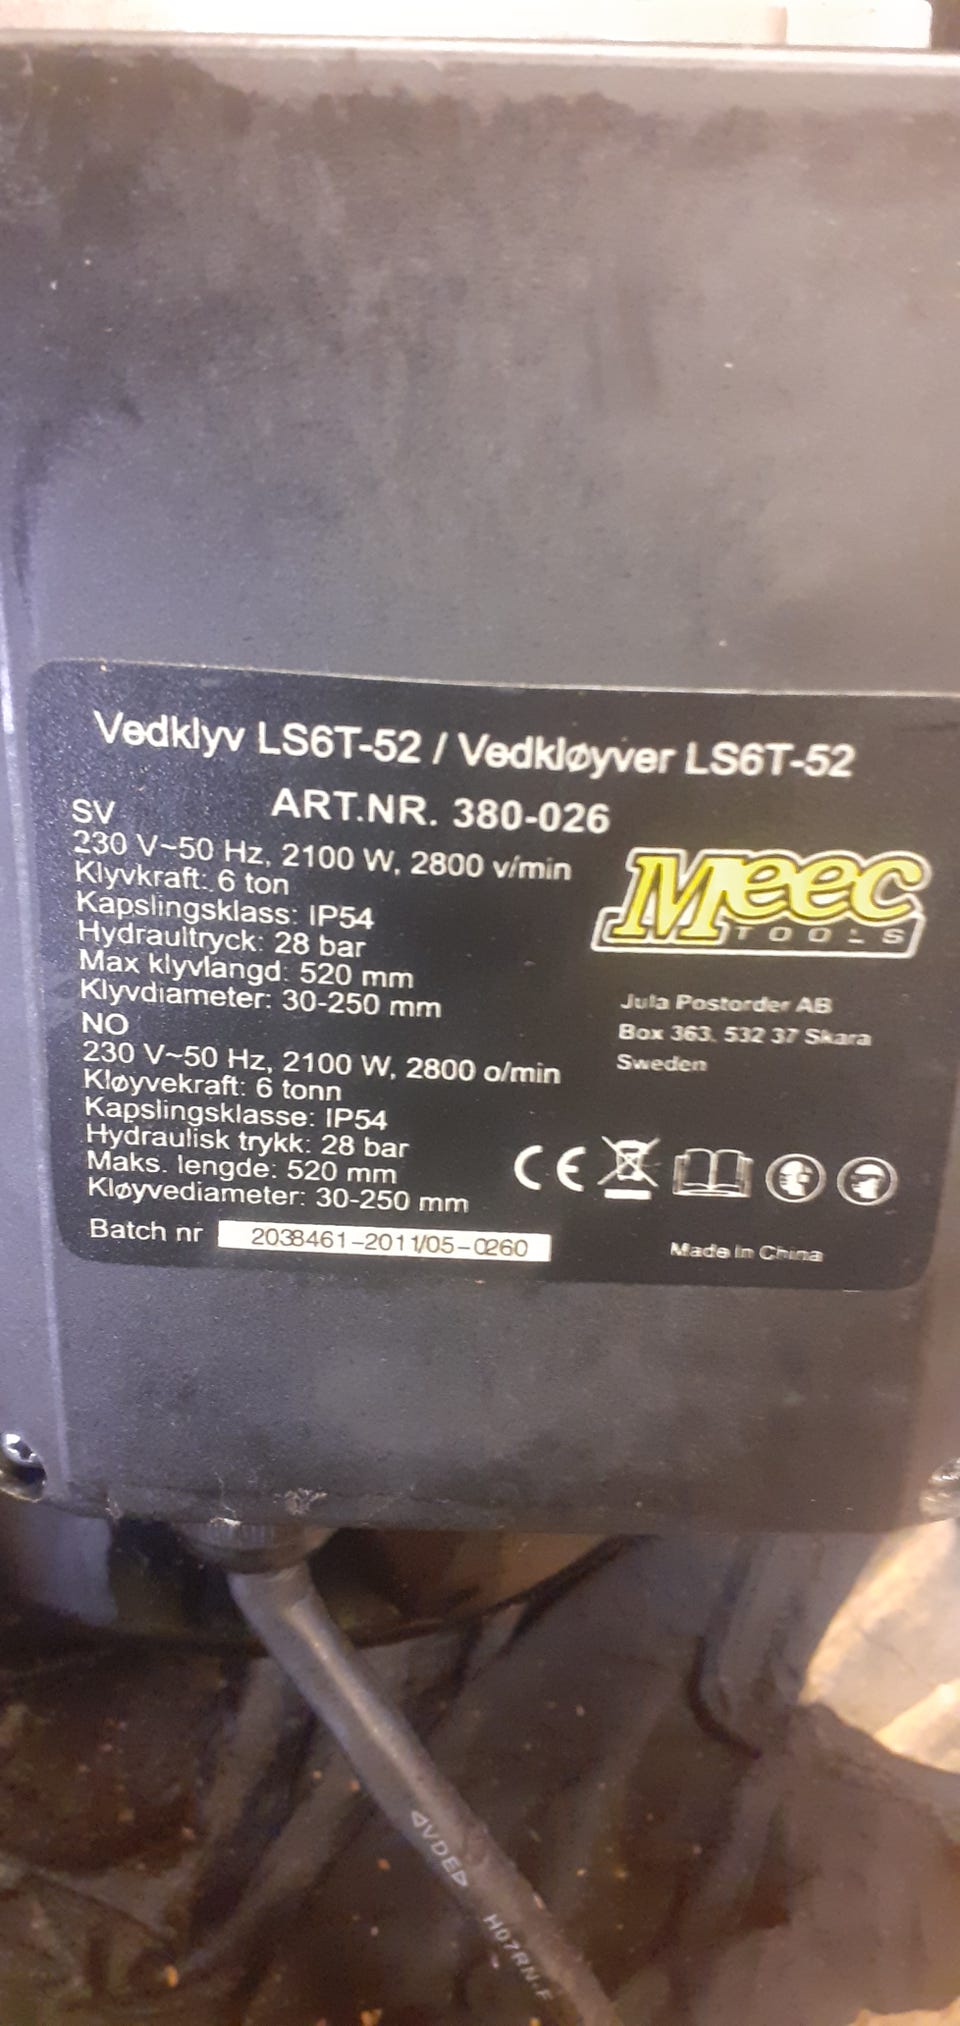 Vedklyv LS6T-52 / Vedkløyver LS6T-52
ART.NR. 380-026
SV
230 V~50 Hz, 2100 W, 2800 v/min
Klyvkraft: 6 ton
Kapslingsklass: IP54
Hydraultryck: 28 bar
Max klyvlangd: 520 mm
Klyvdiameter: 30-250 mm
NO
230 V~50 Hz, 2100 W, 2800 o/min
Kløyvekraft: 6 tonn
Kapslingsklasse: IP54
Hydraulisk trykk: 28 bar
Maks. lengde: 520 mm
Kløyvediameter: 30-250 mm
Batch nr 2038461-2011/05-0260
Meec
TOOLS
Jula Postorder AB
Box 363, 532 37 Skara
Sweden
CE
Made in China
◁VDE▷ H07RN-F